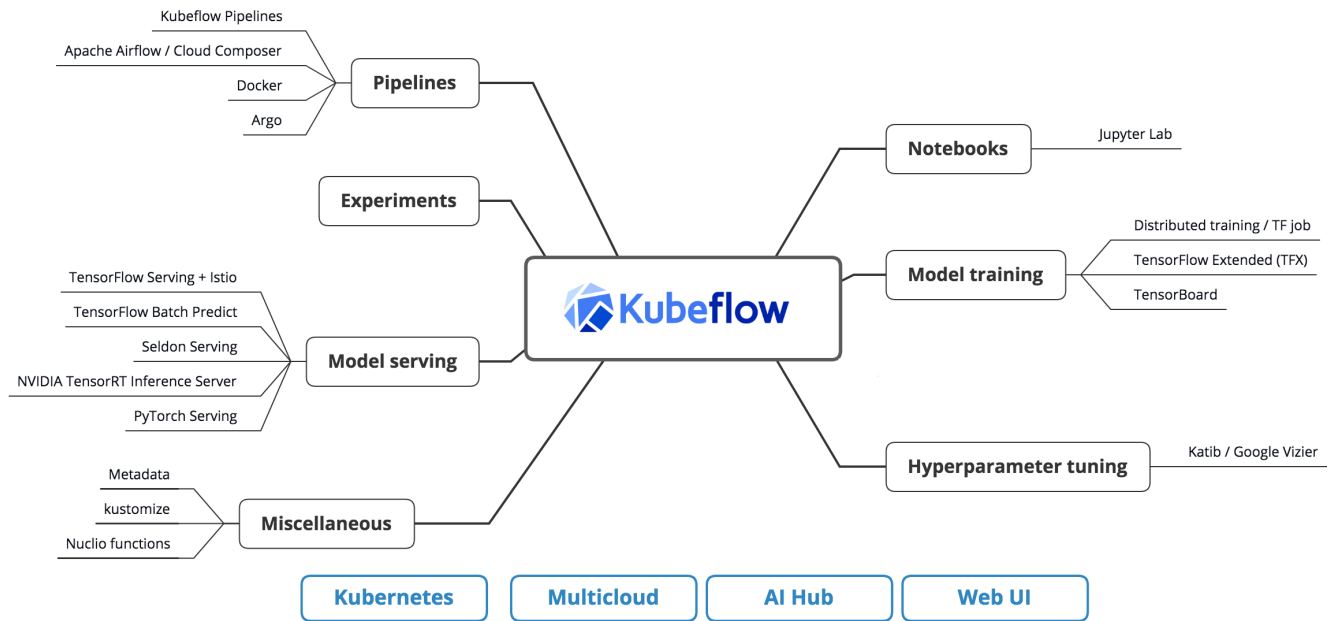 Kubeflow Pipelines
Apache Airflow / Cloud Composer
Docker
Argo
Pipelines
Experiments
TensorFlow Serving + Istio
TensorFlow Batch Predict
Seldon Serving
NVIDIA TensorRT Inference Server
PyTorch Serving
Model serving
Metadata
kustomize
Nuclio functions
Miscellaneous
Kubeflow
Notebooks
Jupyter Lab
Model training
Distributed training / TF job
TensorFlow Extended (TFX)
TensorBoard
Hyperparameter tuning
Katib / Google Vizier
Kubernetes
Multicloud
AI Hub
Web UI